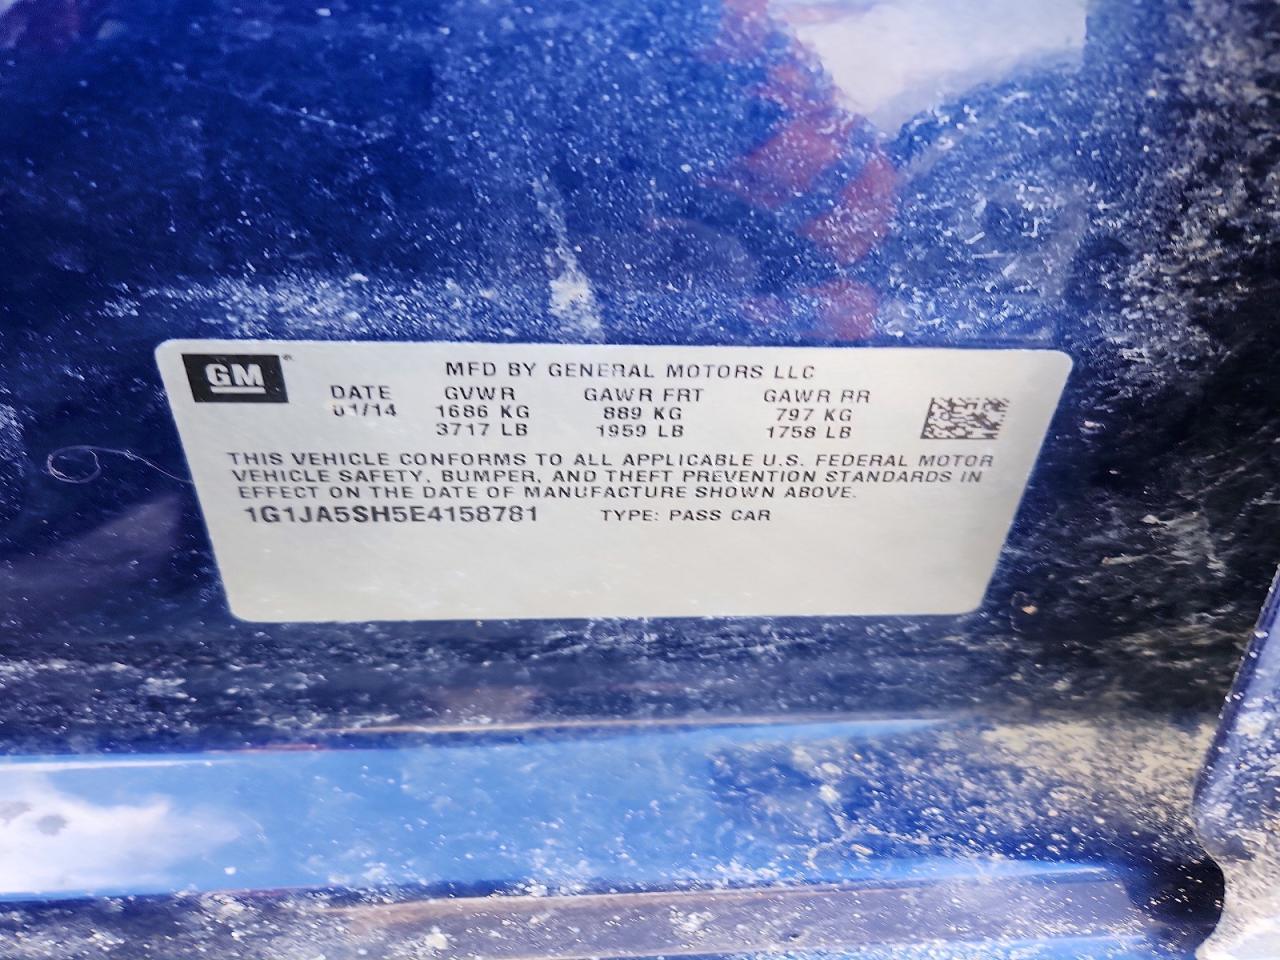 GM®
MFD BY GENERAL MOTORS LLC
DATE GVWR GAWR FRT GAWR RR
01/14 1686 KG 889 KG 797 KG
3717 LB 1959 LB 1758 LB
THIS VEHICLE CONFORMS TO ALL APPLICABLE U.S. FEDERAL MOTOR
VEHICLE SAFETY, BUMPER, AND THEFT PREVENTION STANDARDS IN
EFFECT ON THE DATE OF MANUFACTURE SHOWN ABOVE.
1G1JA5SH5E4158781 TYPE: PASS CAR